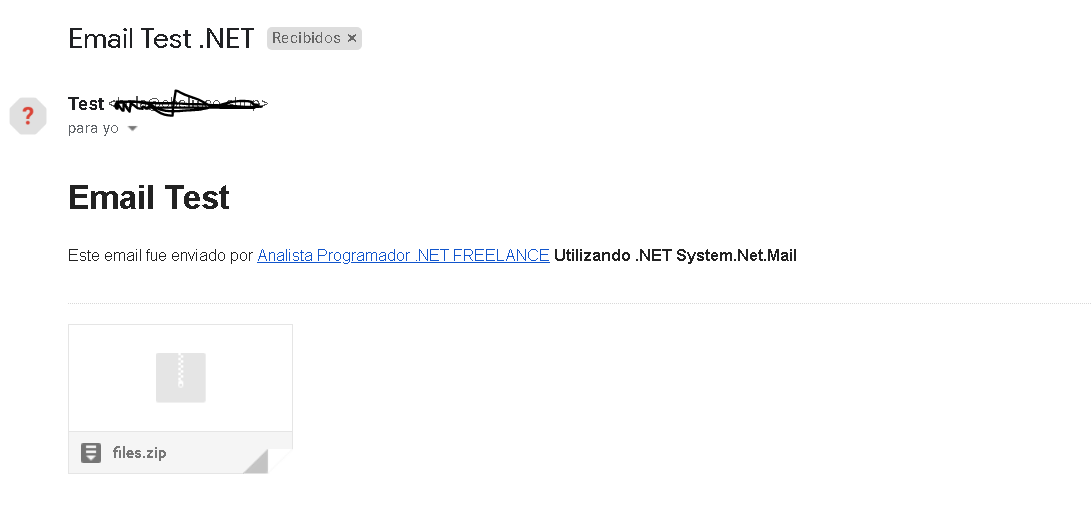 Email Test .NET Recibidos ×
Test
para yo
?
Email Test
Este email fue enviado por Analista Programador .NET FREELANCE Utilizando .NET System.Net.Mail
files.zip